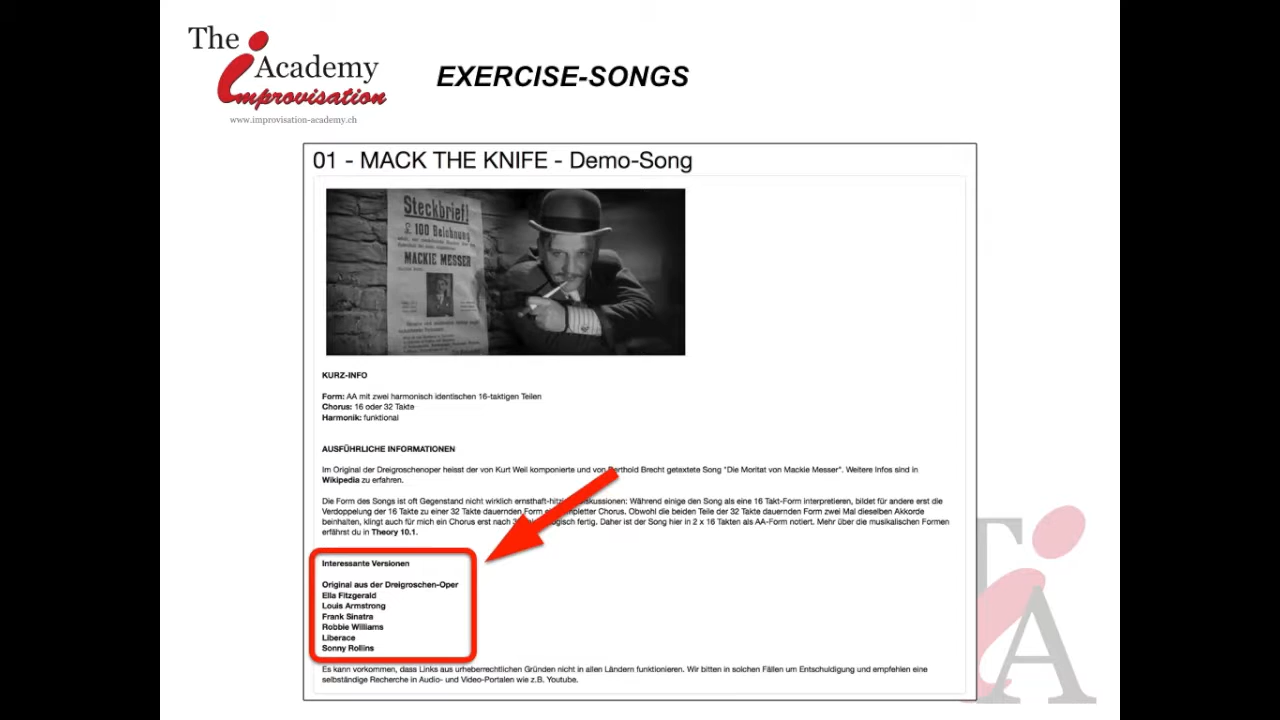 The
Academy
improvisation
www.improvisation-academy.ch
EXERCISE-SONGS
01 - MACK THE KNIFE - Demo-Song
Steckbrief!
£ 100 Belohnung
MACKIE MESSER
KURZ-INFO
Form: AA mit zwei harmonisch identischen 16-taktigen Teilen
Chorus: 16 oder 32 Takte
Harmonik: funktional
AUSFÜHRLICHE INFORMATIONEN
Im Original der Dreigroschenoper heisst der von Kurt Weil komponierte und von Berthold Brecht getextete Song "Die Moritat von Mackie Messer". Weitere Infos sind in
Wikipedia zu erfahren.
Die Form des Songs ist oft Gegenstand nicht wirklich ernsthaft-hitziger Diskussionen: Während einige den Song als eine 16 Takt-Form interpretieren, bildet für andere erst die
Verdoppelung der 16 Takte zu einer 32 Takte dauernden Form ein kompletter Chorus. Obwohl die beiden Teile der 32 Takte dauernden Form zwei Mal dieselben Akkorde
beinhalten, klingt auch für mich ein Chorus erst nach fertig. Daher ist der Song hier in 2 x 16 Takten als AA-Form notiert. Mehr über die musikalischen Formen
erfährst du in Theory 10.1.
Interessante Versionen
Original aus der Dreigroschen-Oper
Ella Fitzgerald
Louis Armstrong
Frank Sinatra
Robbie Williams
Liberace
Sonny Rollins
Es kann vorkommen, dass Links aus urheberrechtlichen Gründen nicht in allen Ländern funktionieren. Wir bitten in solchen Fällen um Entschuldigung und empfehlen eine
selbständige Recherche in Audio- und Video-Portalen wie z.B. Youtube.
TiA